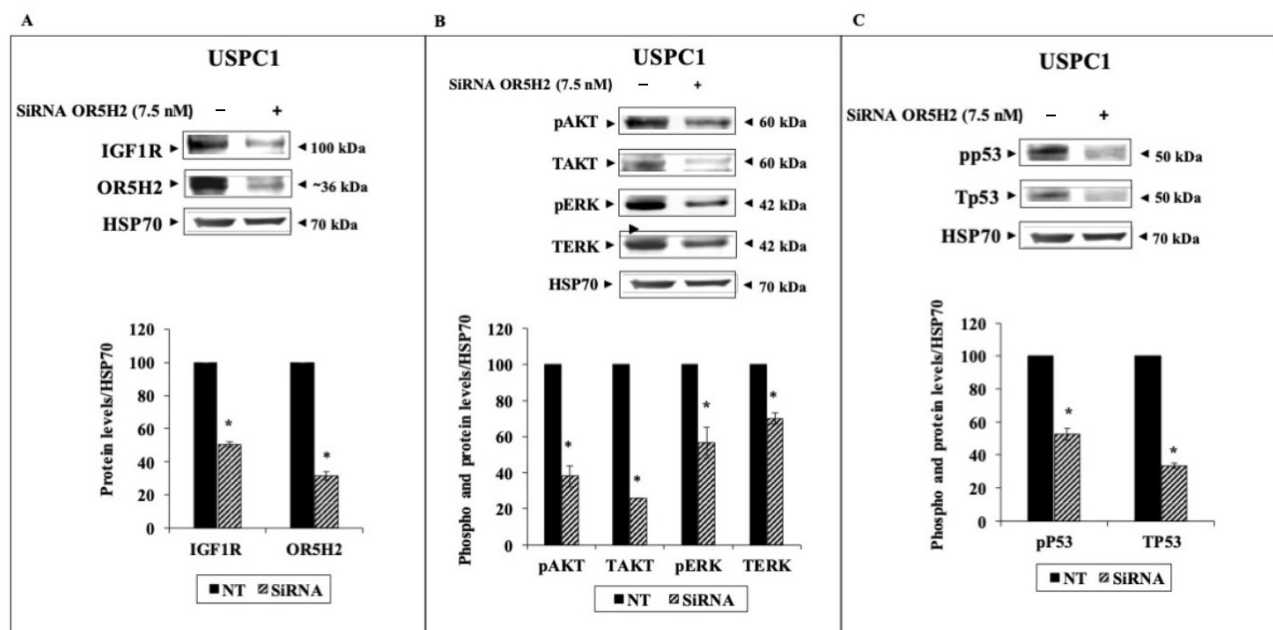 A
USPC1
SiRNA OR5H2 (7.5 nM) – +
IGF1R ► ◄ 100 kDa
OR5H2 ► ◄ ~36 kDa
HSP70 ► ◄ 70 kDa
Protein levels/HSP70
120
100
80
60
40
20
0
* *
IGF1R OR5H2
■ NT ▨ SiRNA
B
USPC1
SiRNA OR5H2 (7.5 nM) – +
pAKT ► ◄ 60 kDa
TAKT ► ◄ 60 kDa
pERK ► ◄ 42 kDa
►
TERK ► ◄ 42 kDa
HSP70 ► ◄ 70 kDa
Phospho and protein levels/HSP70
120
100
80
60
40
20
0
* * * *
pAKT TAKT pERK TERK
■ NT ▨ SiRNA
C
USPC1
SiRNA OR5H2 (7.5 nM) – +
pp53 ► ◄ 50 kDa
Tp53 ► ◄ 50 kDa
HSP70 ► ◄ 70 kDa
Phospho and protein levels/HSP70
120
100
80
60
40
20
0
* *
pP53 TP53
■ NT ▨ SiRNA